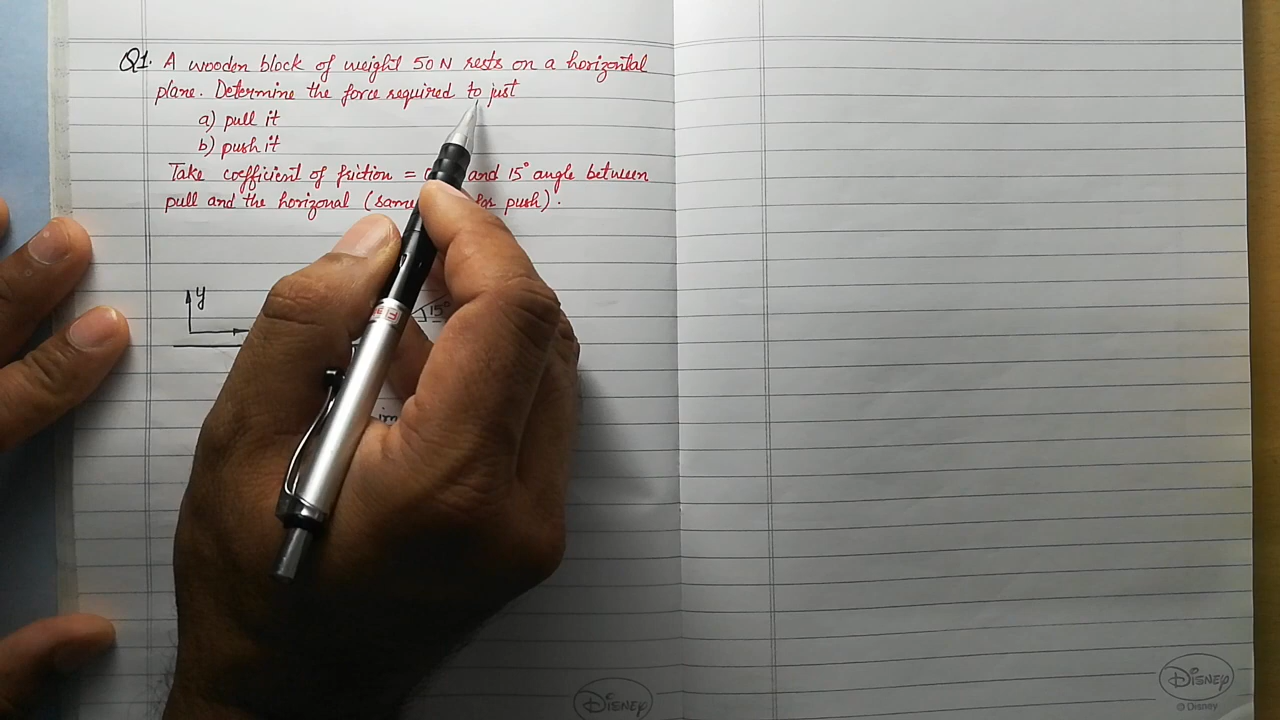 Q1. A wooden block of weight 50 N rests on a horizontal
plane. Determine the force required to just
a) pull it
b) push it
Take coefficient of friction = and 15° angle between
pull and the horizonal (same for push).
y
15°
DISNEY
DISNEY
© Disney